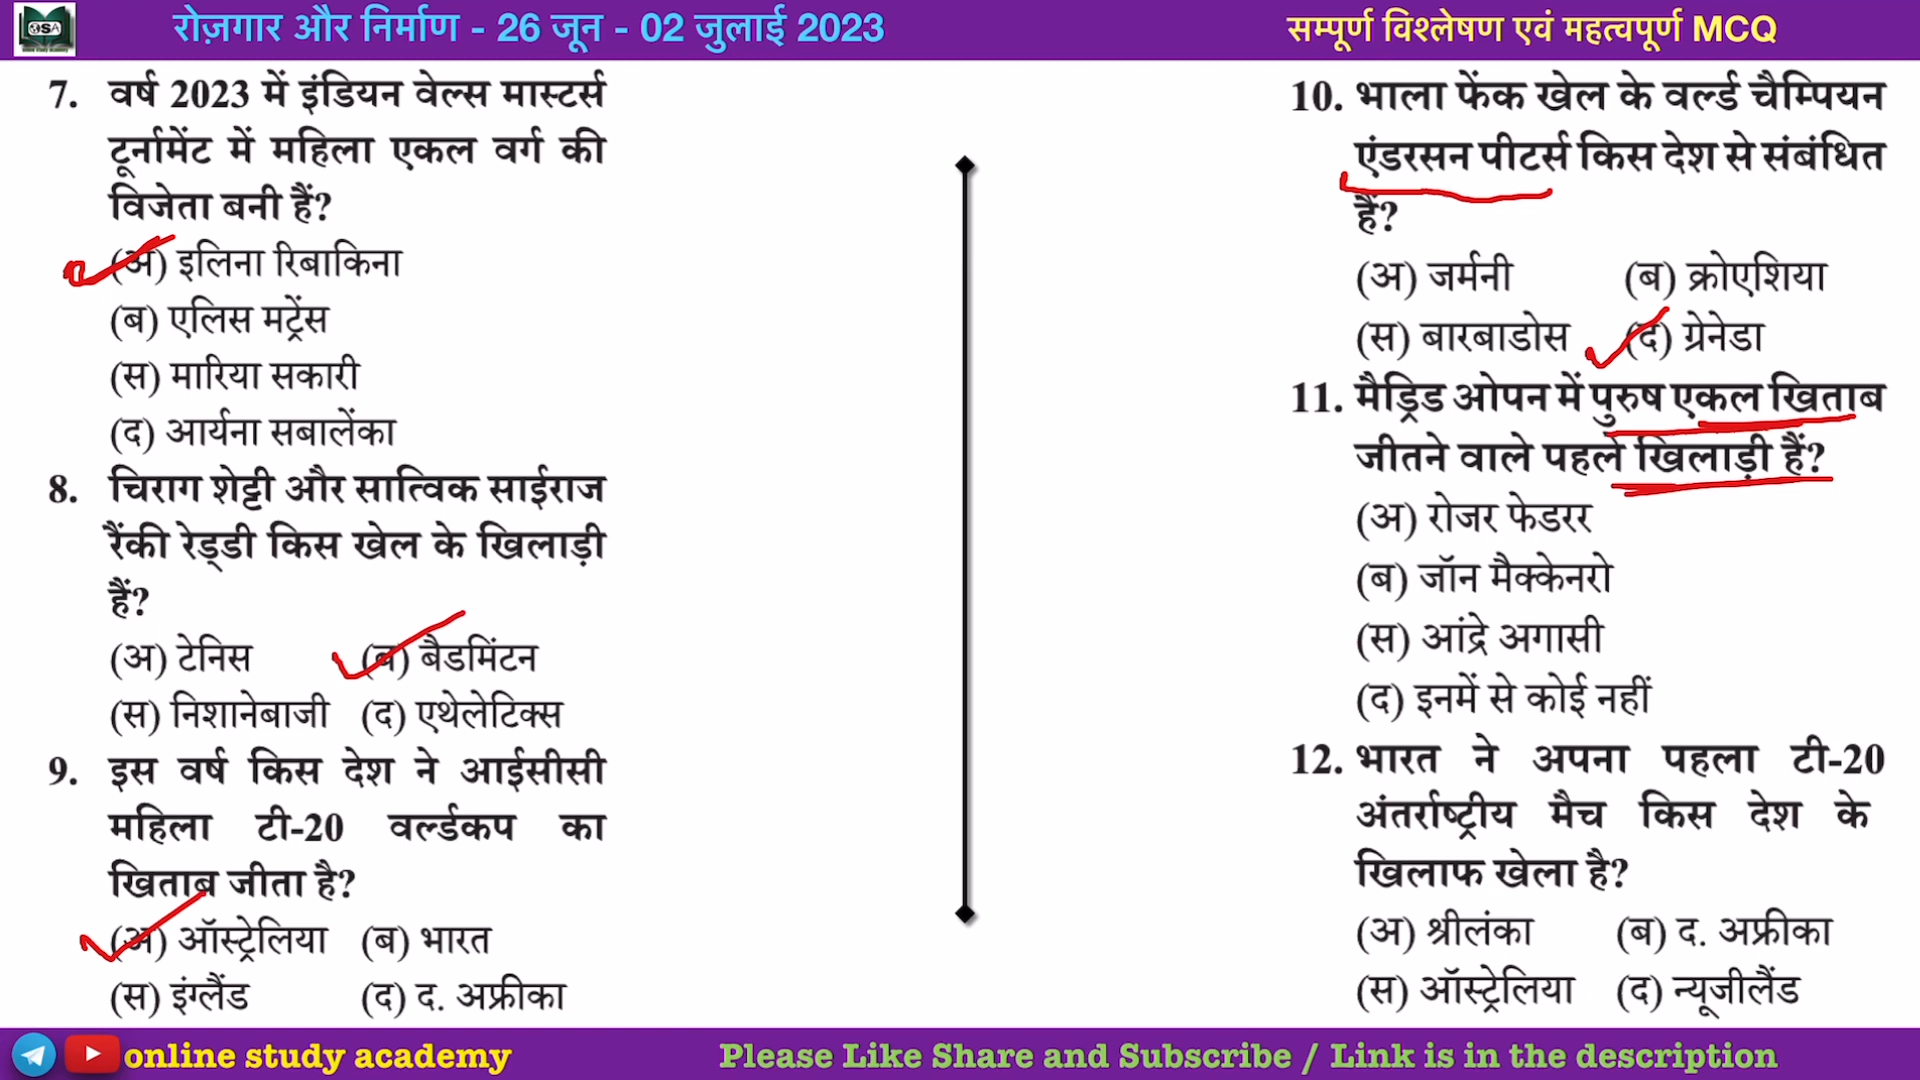 OSA
रोज़गार और निर्माण - 26 जून - 02 जुलाई 2023
सम्पूर्ण विश्लेषण एवं महत्वपूर्ण MCQ
7. वर्ष 2023 में इंडियन वेल्स मास्टर्स
टूर्नामेंट में महिला एकल वर्ग की
विजेता बनी हैं?
(अ) इलिना रिबाकिना
(ब) एलिस मट्रेंस
(स) मारिया सकारी
(द) आर्यना सबालेंका
8. चिराग शेट्टी और सात्विक साईराज
रैंकी रेड्डी किस खेल के खिलाड़ी
हैं?
(अ) टेनिस (ब) बैडमिंटन
(स) निशानेबाजी (द) एथेलेटिक्स
9. इस वर्ष किस देश ने आईसीसी
महिला टी-20 वर्ल्डकप का
खिताब जीता है?
(अ) ऑस्ट्रेलिया (ब) भारत
(स) इंग्लैंड (द) द. अफ्रीका
10. भाला फेंक खेल के वर्ल्ड चैम्पियन
एंडरसन पीटर्स किस देश से संबंधित
हैं?
(अ) जर्मनी (ब) क्रोएशिया
(स) बारबाडोस (द) ग्रेनेडा
11. मैड्रिड ओपन में पुरुष एकल खिताब
जीतने वाले पहले खिलाड़ी हैं?
(अ) रोजर फेडरर
(ब) जॉन मैक्केनरो
(स) आंद्रे अगासी
(द) इनमें से कोई नहीं
12. भारत ने अपना पहला टी-20
अंतर्राष्ट्रीय मैच किस देश के
खिलाफ खेला है?
(अ) श्रीलंका (ब) द. अफ्रीका
(स) ऑस्ट्रेलिया (द) न्यूजीलैंड
online study academy
Please Like Share and Subscribe / Link is in the description